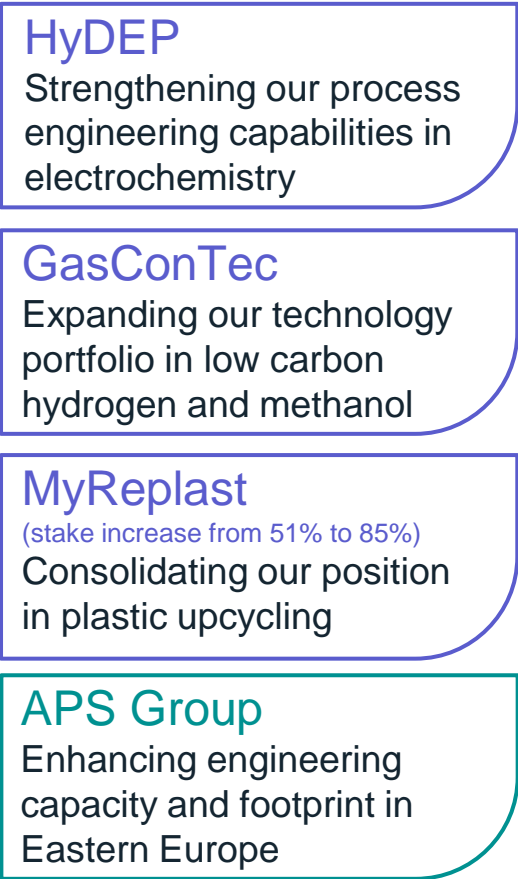 HyDEP
Strengthening our process
engineering capabilities in
electrochemistry
GasConTec
Expanding our technology
portfolio in low carbon
hydrogen and methanol
MyReplast
(stake increase from 51% to 85%)
Consolidating our position
in plastic upcycling
APS Group
Enhancing engineering
capacity and footprint in
Eastern Europe